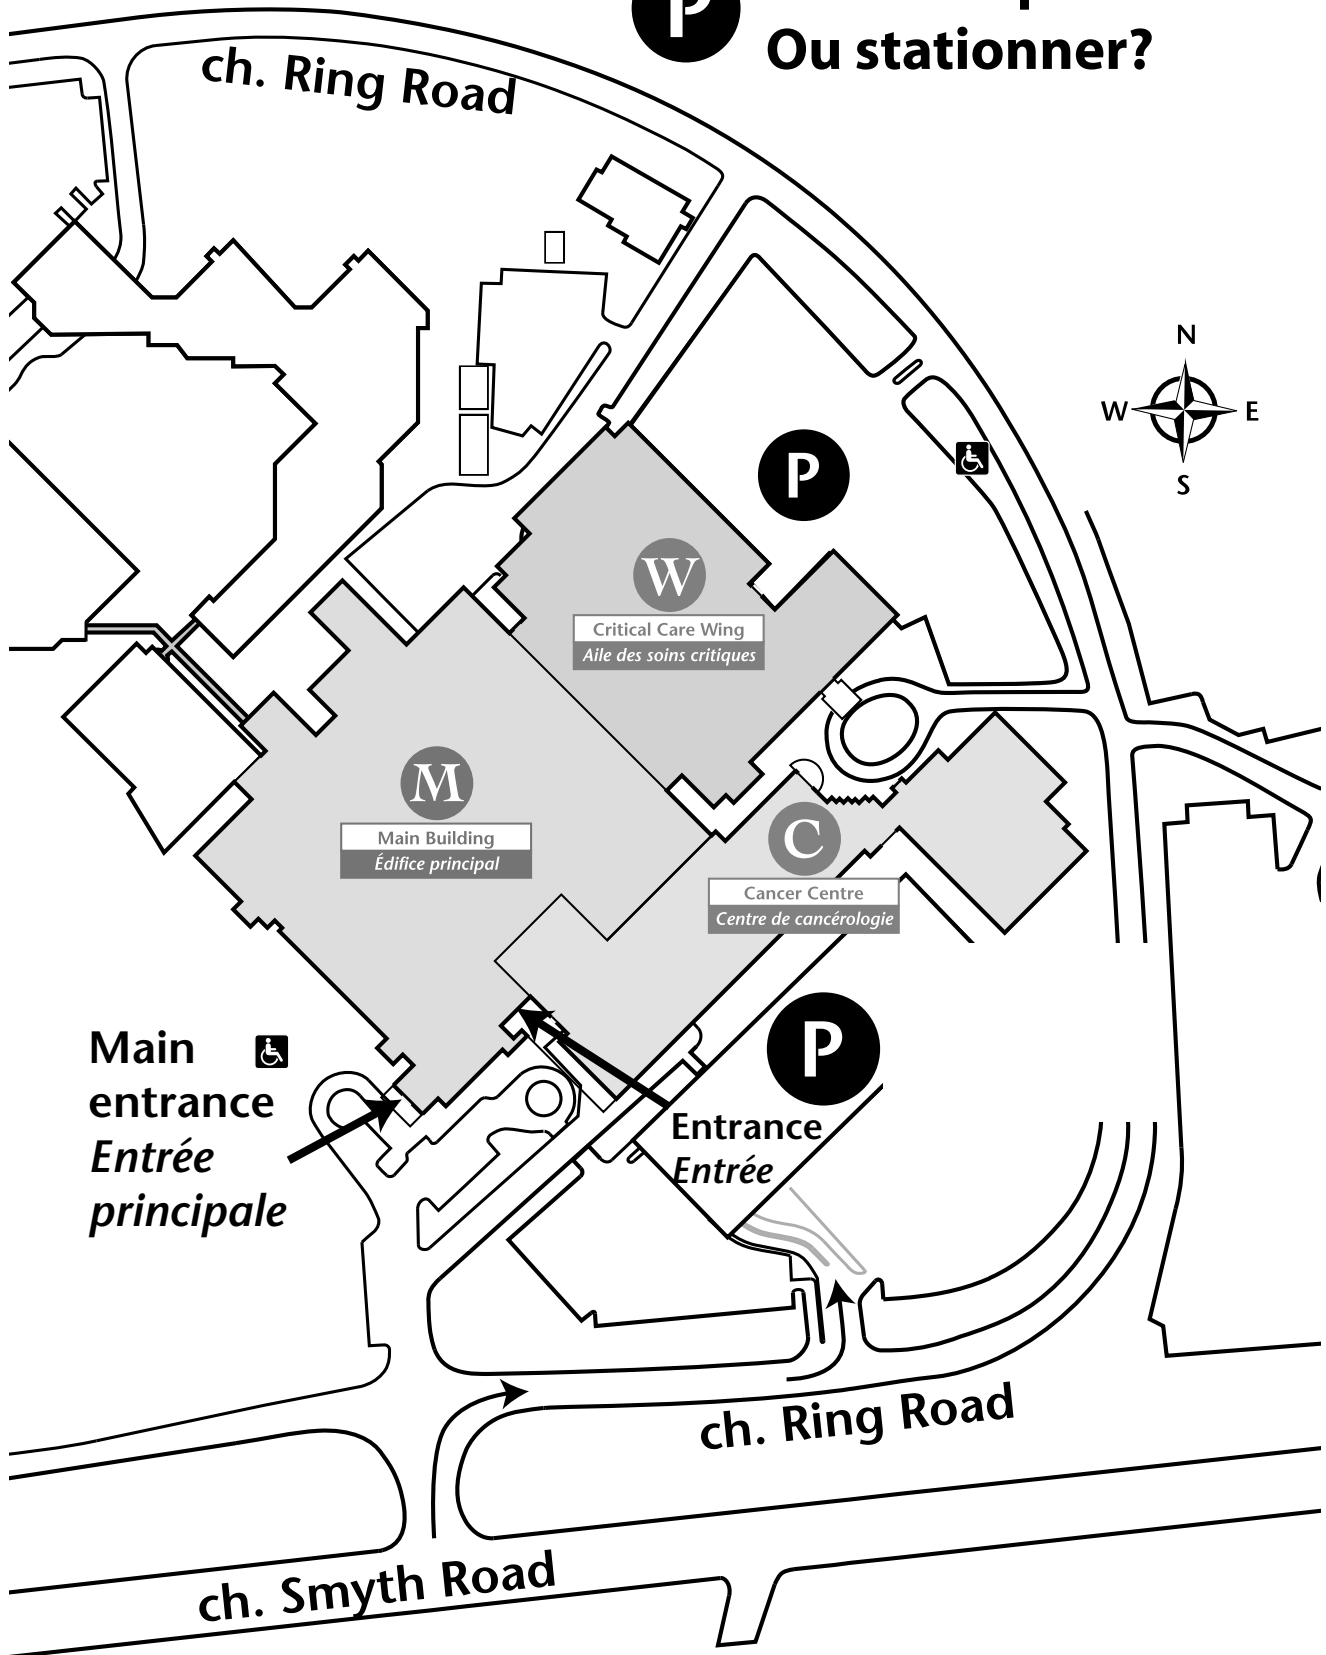 P
Ou stationner?
ch. Ring Road
N
W E
S
P
W
Critical Care Wing
Aile des soins critiques
M
Main Building
Édifice principal
C
Cancer Centre
Centre de cancérologie
Main
entrance
Entrée
principale
P
Entrance
Entrée
ch. Ring Road
ch. Smyth Road